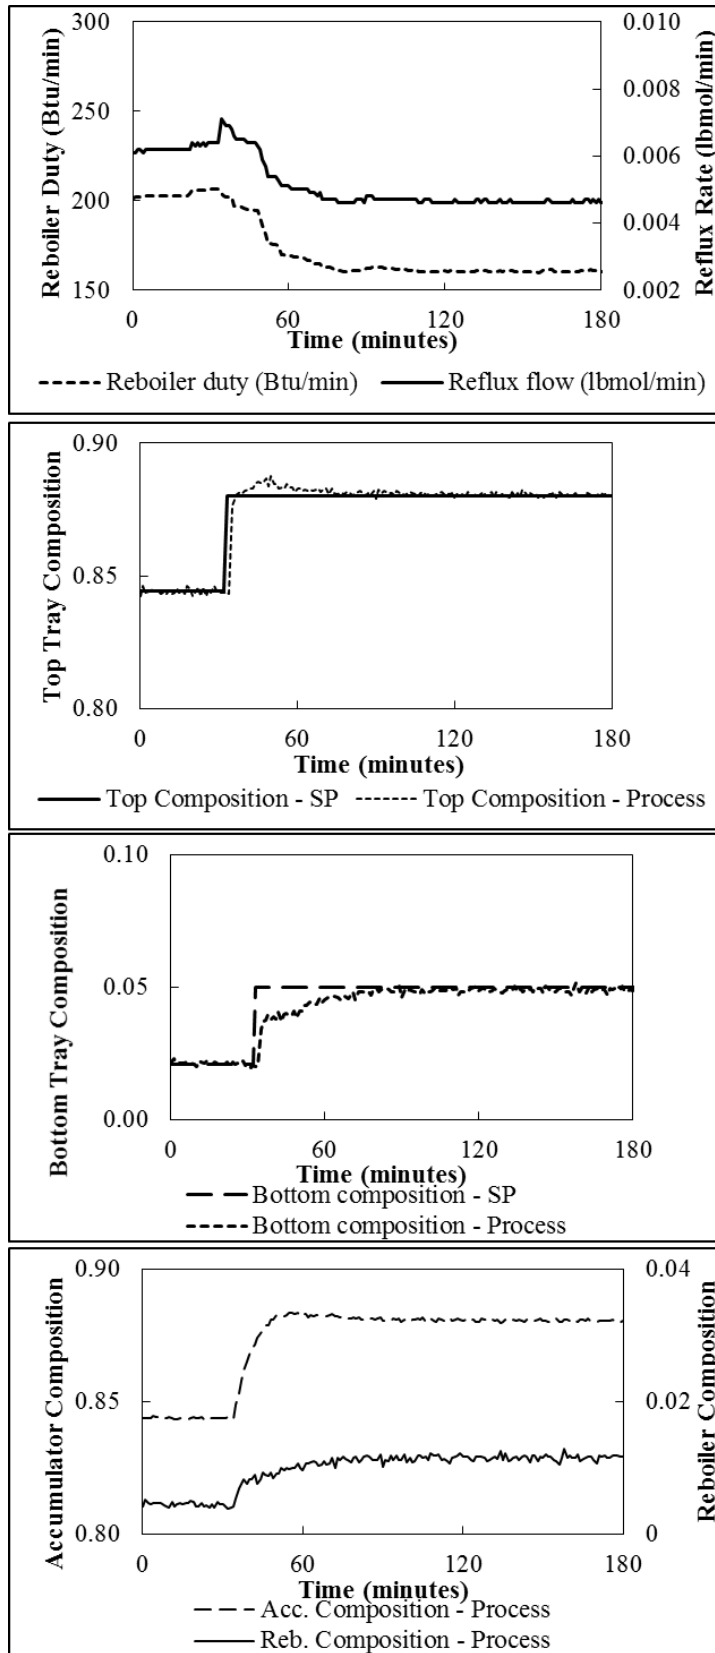 300
250
200
150
Reboiler Duty (Btu/min)
0.010
0.008
0.006
0.004
0.002
Reflux Rate (lbmol/min)
0 60 120 180
Time (minutes)
Reboiler duty (Btu/min) Reflux flow (lbmol/min)
0.90
0.85
0.80
Top Tray Composition
0 60 120 180
Time (minutes)
Top Composition - SP Top Composition - Process
0.10
0.05
0.00
Bottom Tray Composition
0 60 120 180
Time (minutes)
Bottom composition - SP
Bottom composition - Process
0.90
0.85
0.80
Accumulator Composition
0.04
0.02
0
Reboiler Composition
0 60 120 180
Time (minutes)
Acc. Composition - Process
Reb. Composition - Process